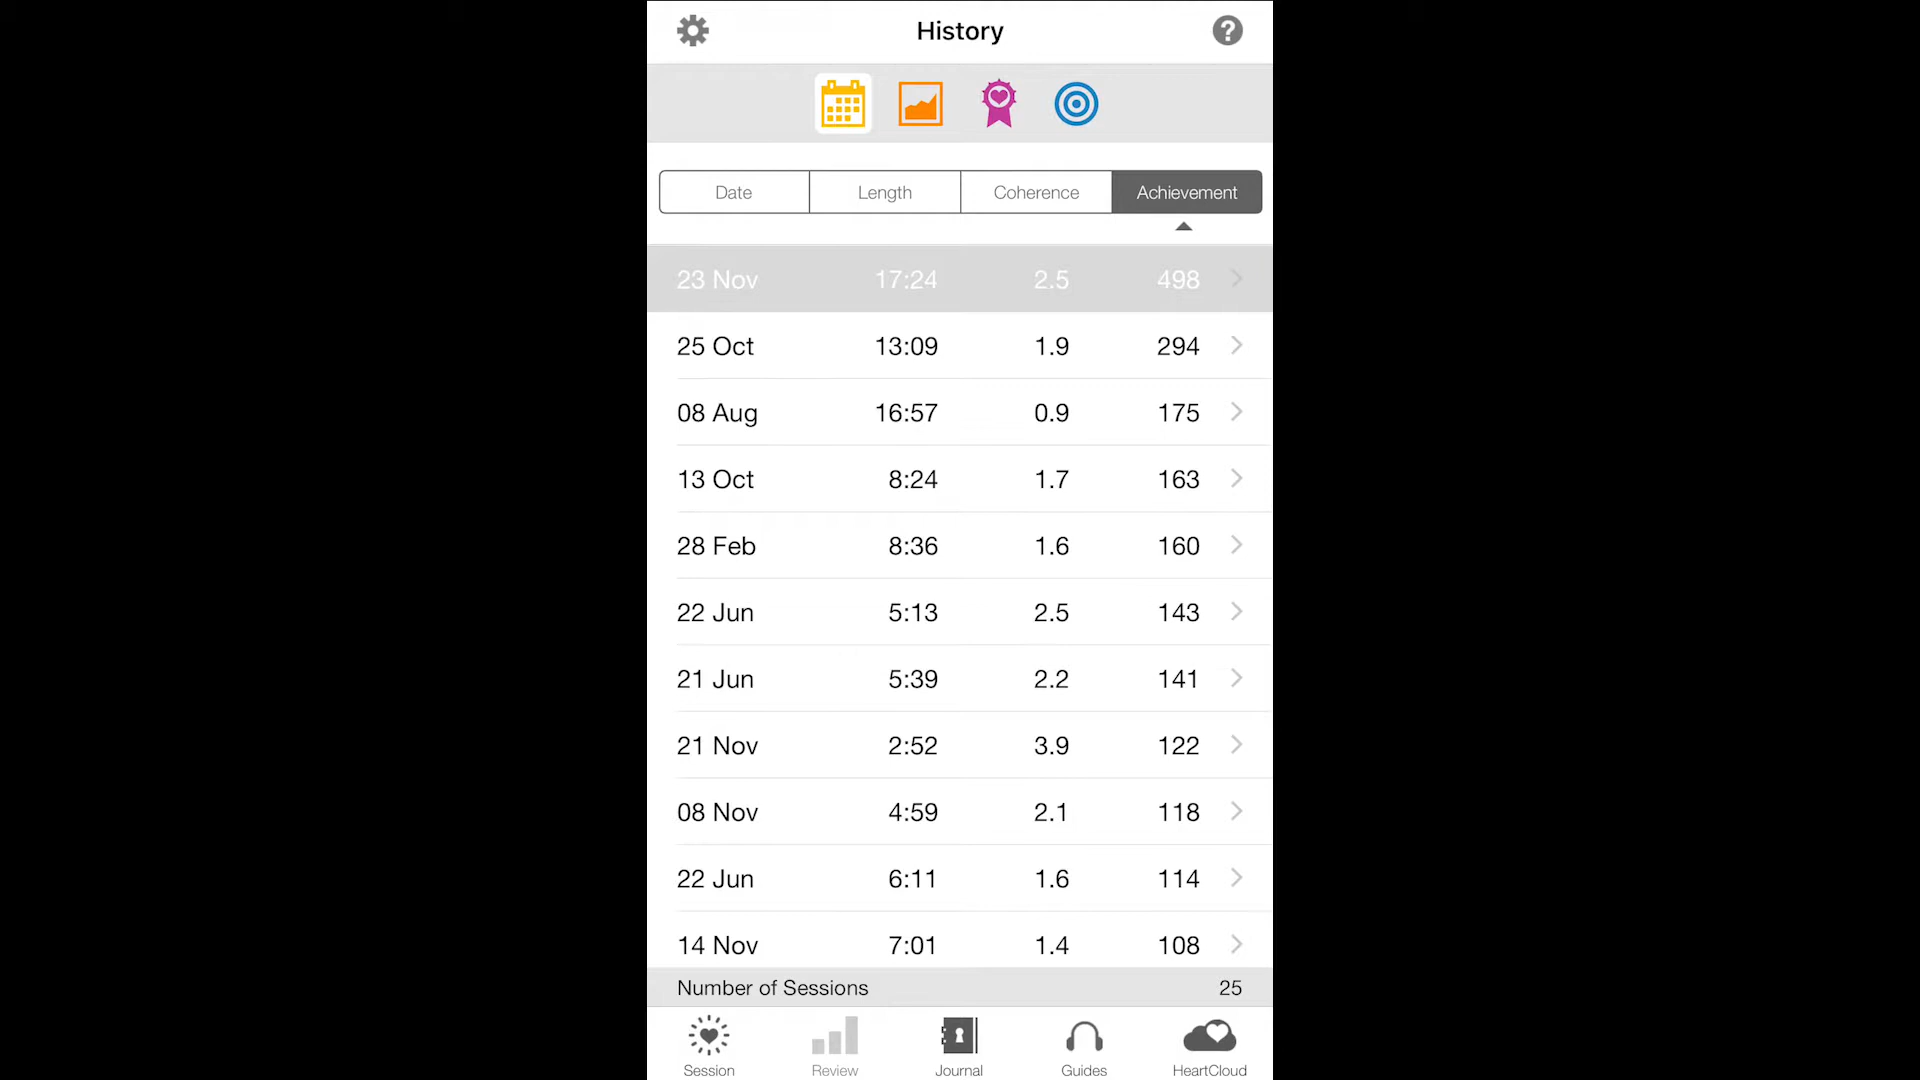 History
Date Length Coherence Achievement
23 Nov 17:24 2.5 498
25 Oct 13:09 1.9 294
08 Aug 16:57 0.9 175
13 Oct 8:24 1.7 163
28 Feb 8:36 1.6 160
22 Jun 5:13 2.5 143
21 Jun 5:39 2.2 141
21 Nov 2:52 3.9 122
08 Nov 4:59 2.1 118
22 Jun 6:11 1.6 114
14 Nov 7:01 1.4 108
Number of Sessions 25
Session Review Journal Guides HeartCloud